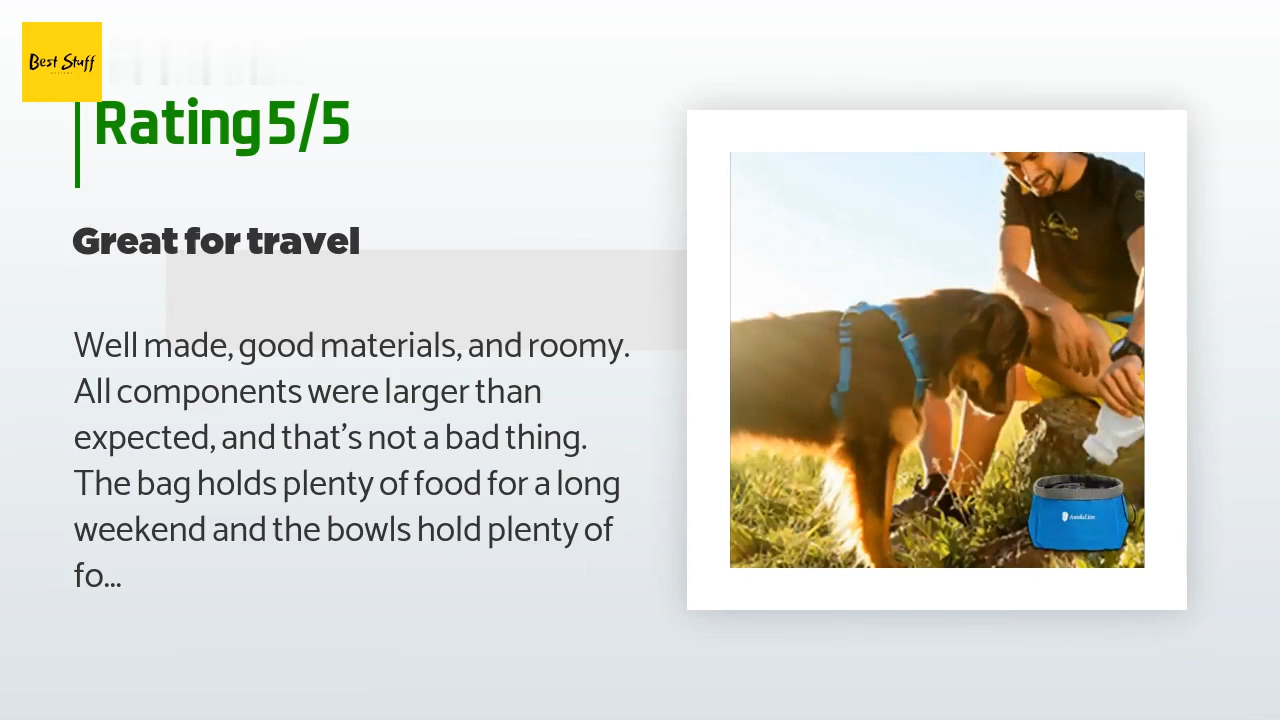 Best Stuff
Rating 5/5
Great for travel
Well made, good materials, and roomy.
All components were larger than
expected, and that's not a bad thing.
The bag holds plenty of food for a long
weekend and the bowls hold plenty of
fo...